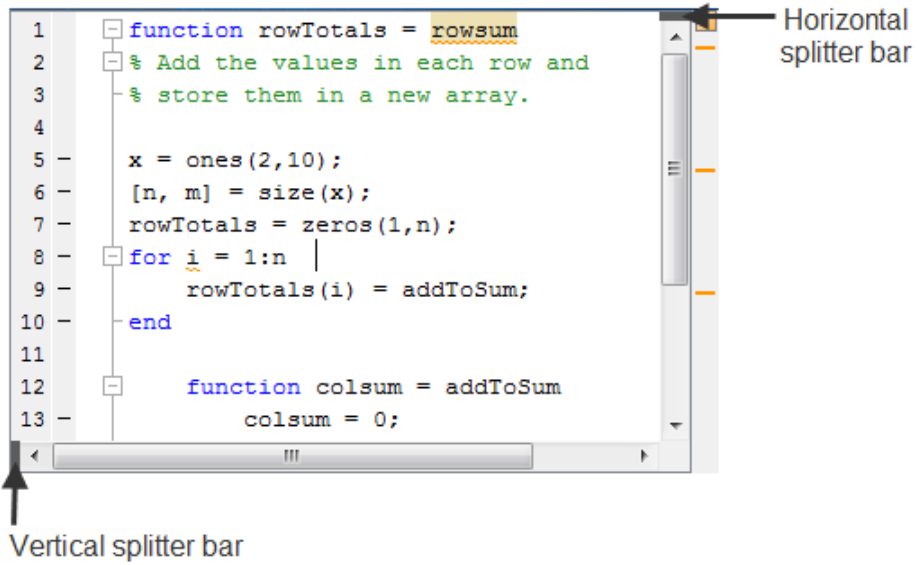 1 function rowTotals = rowsum
2 % Add the values in each row and
3 % store them in a new array.
4
5 – x = ones(2,10);
6 – [n, m] = size(x);
7 – rowTotals = zeros(1,n);
8 – for i = 1:n
9 – rowTotals(i) = addToSum;
10 – end
11
12 function colsum = addToSum
13 – colsum = 0;
Horizontal
splitter bar
Vertical splitter bar